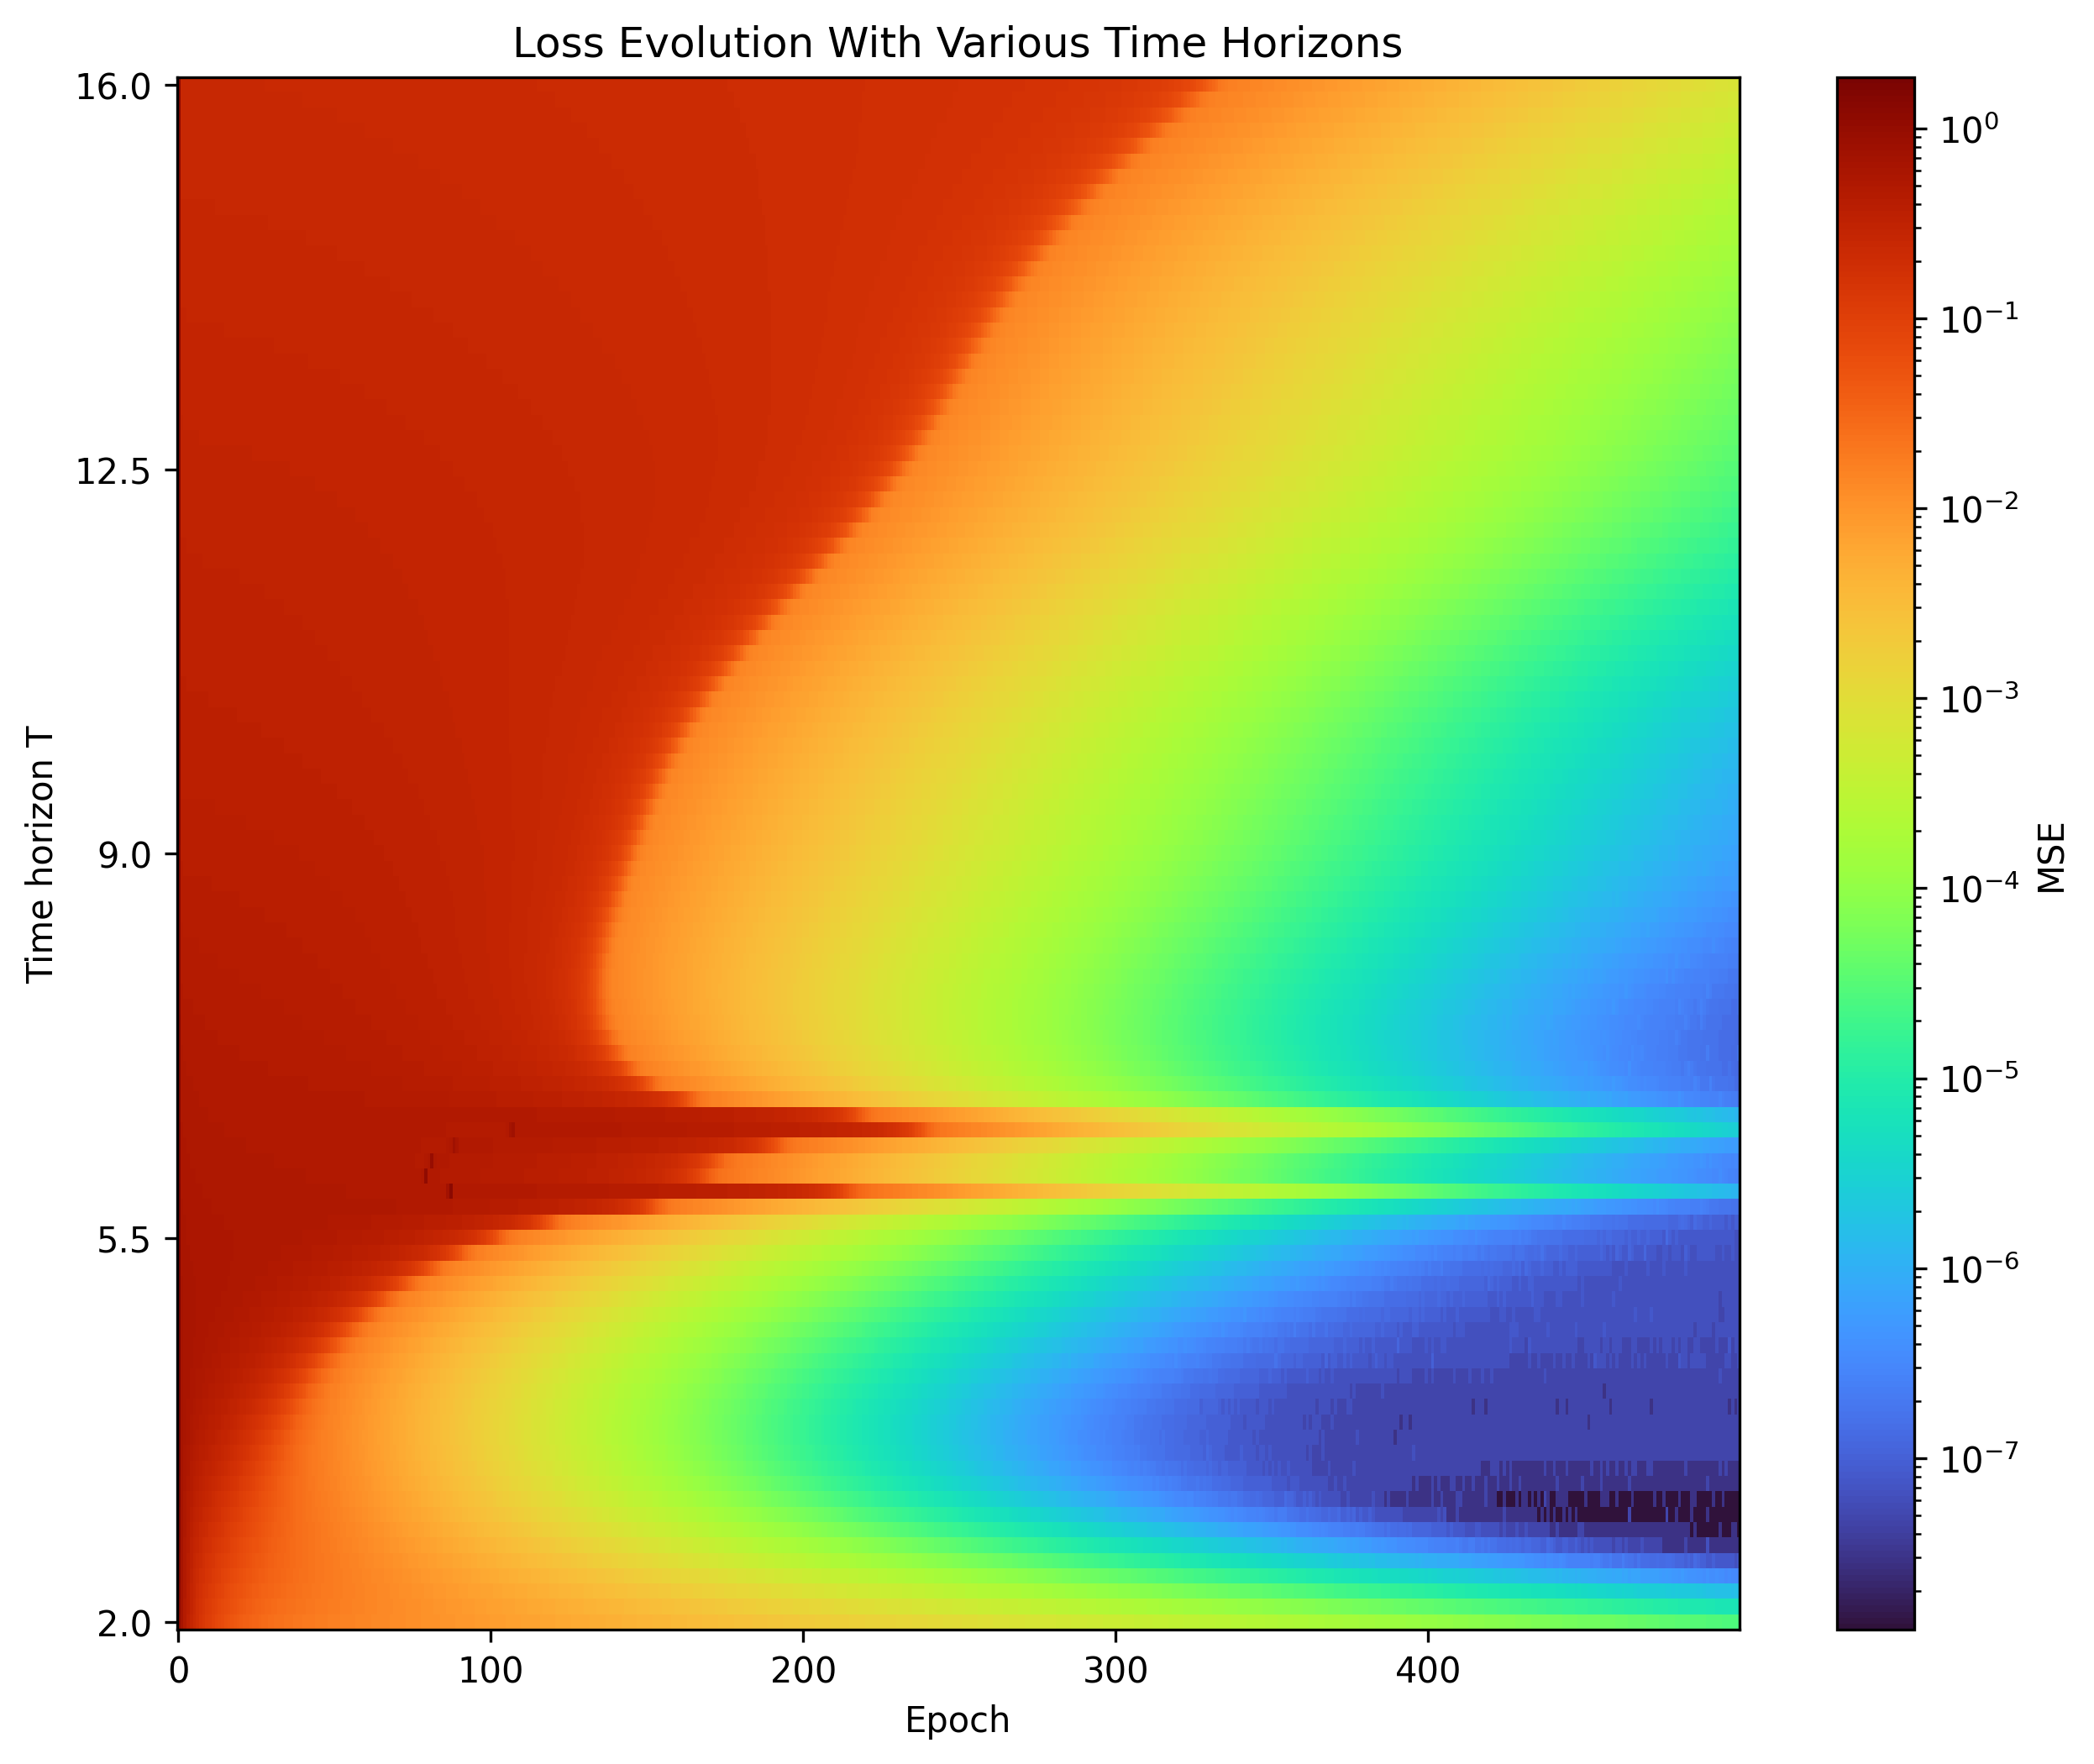 Loss Evolution With Various Time Horizons
16.0
12.5
9.0
5.5
2.0
Time horizon T
0 100 200 300 400
Epoch
10⁰
10⁻¹
10⁻²
10⁻³
10⁻⁴
10⁻⁵
10⁻⁶
10⁻⁷
MSE